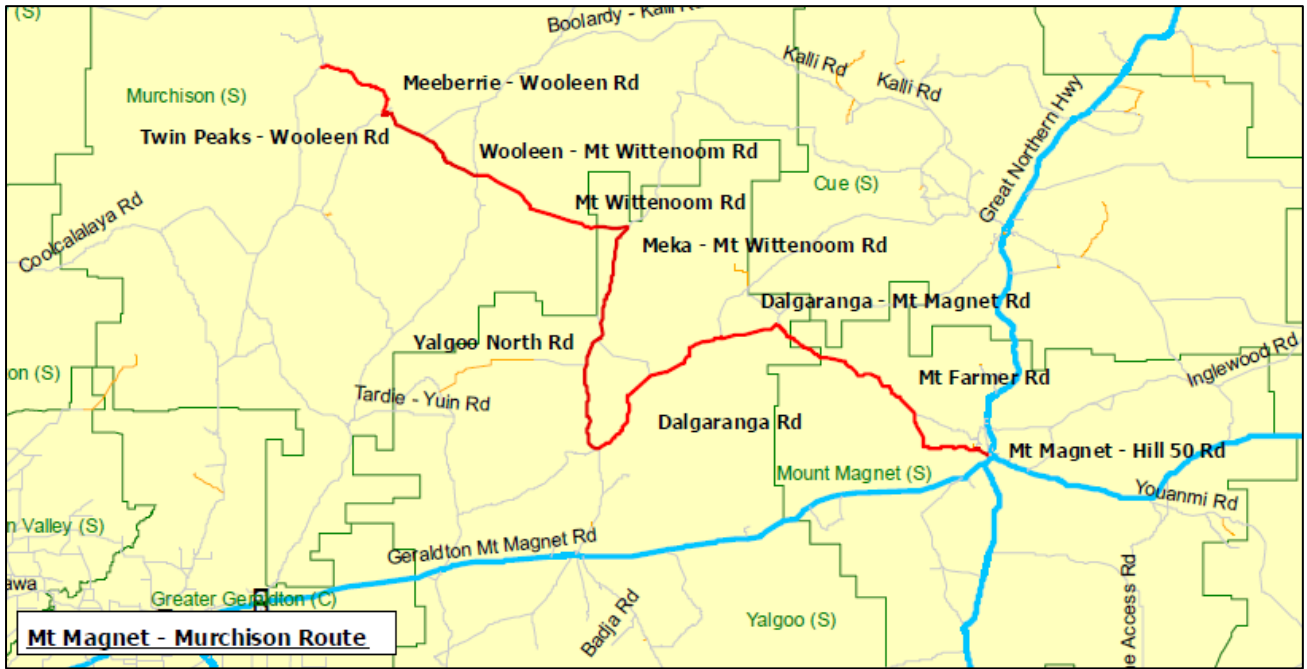 (S)
Boolardy - Kalli Rd
Kalli Rd
Kalli Rd
Meeberrie - Wooleen Rd
Murchison (S)
Great Northern Hwy
Twin Peaks - Wooleen Rd
Wooleen - Mt Wittenoom Rd
Cue (S)
Mt Wittenoom Rd
Coolcalalaya Rd
Meka - Mt Wittenoom Rd
Dalgaranga - Mt Magnet Rd
Yalgoo North Rd
Inglewood Rd
on (S)
Mt Farmer Rd
Tardie - Yuin Rd
Dalgaranga Rd
Mt Magnet - Hill 50 Rd
Mount Magnet (S)
Youanmi Rd
n Valley (S)
Geraldton Mt Magnet Rd
awa
Greater Geraldton (C)
Badja Rd
Yalgoo (S)
ne Access Rd
Mt Magnet - Murchison Route